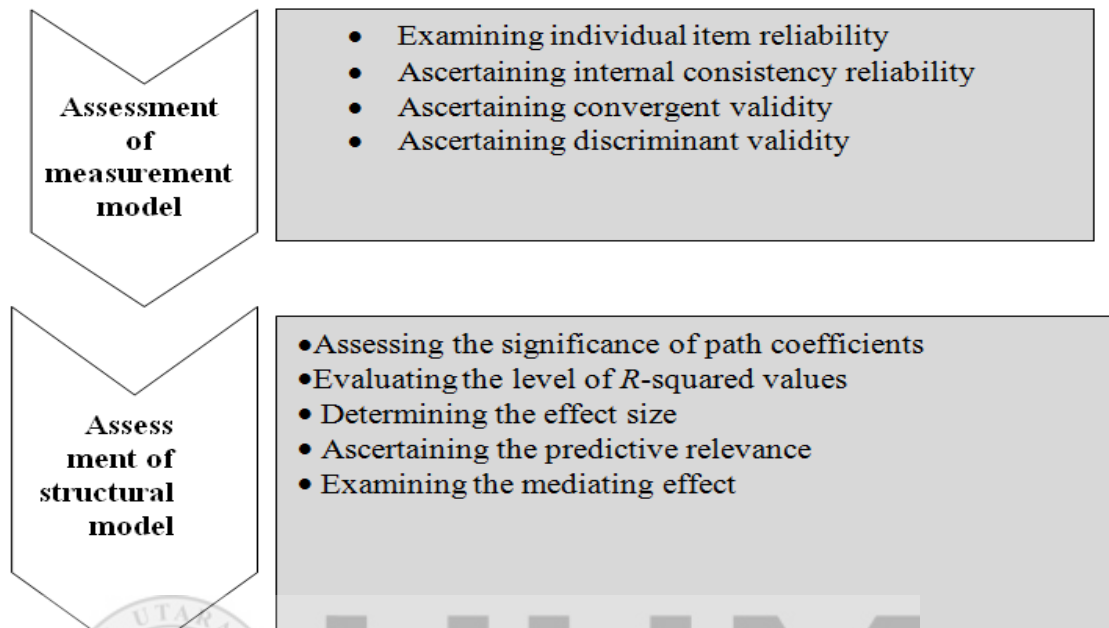 Assessment
of
measurement
model
• Examining individual item reliability
• Ascertaining internal consistency reliability
• Ascertaining convergent validity
• Ascertaining discriminant validity
Assess
ment of
structural
model
•Assessing the significance of path coefficients
•Evaluating the level of R-squared values
• Determining the effect size
• Ascertaining the predictive relevance
• Examining the mediating effect